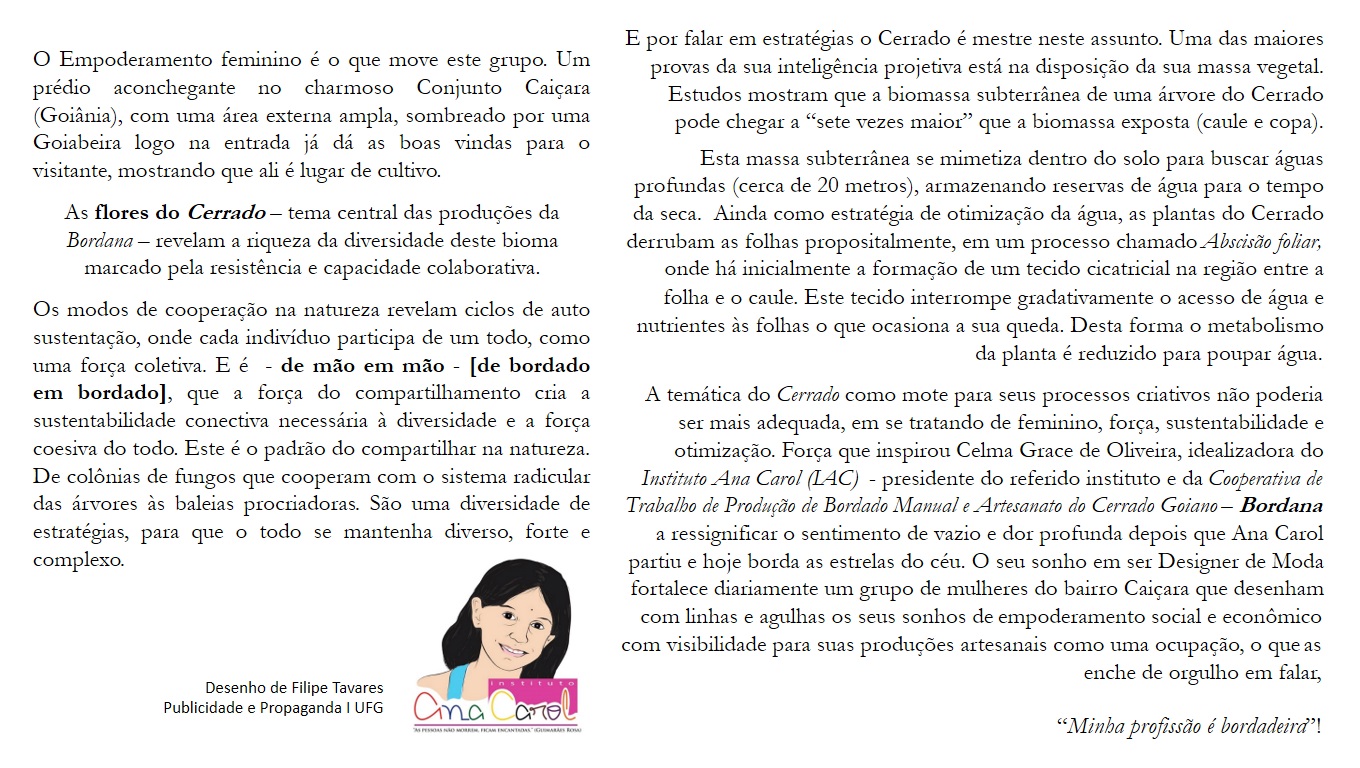 O Empoderamento feminino é o que move este grupo. Um
prédio aconchegante no charmoso Conjunto Caiçara
(Goiânia), com uma área externa ampla, sombreado por uma
Goiabeira logo na entrada já dá as boas vindas para o
visitante, mostrando que ali é lugar de cultivo.
As flores do Cerrado – tema central das produções da
Bordana – revelam a riqueza da diversidade deste bioma
marcado pela resistência e capacidade colaborativa.
Os modos de cooperação na natureza revelam ciclos de auto
sustentação, onde cada indivíduo participa de um todo, como
uma força coletiva. E é - de mão em mão - [de bordado
em bordado], que a força do compartilhamento cria a
sustentabilidade conectiva necessária à diversidade e a força
coesiva do todo. Este é o padrão do compartilhar na natureza.
De colônias de fungos que cooperam com o sistema radicular
das árvores às baleias procriadoras. São uma diversidade de
estratégias, para que o todo se mantenha diverso, forte e
complexo.
Desenho de Filipe Tavares
Publicidade e Propaganda I UFG
instituto
Ana Carol
"AS PESSOAS NÃO MORREM, FICAM ENCANTADAS." (GUIMARÃES ROSA)
E por falar em estratégias o Cerrado é mestre neste assunto. Uma das maiores
provas da sua inteligência projetiva está na disposição da sua massa vegetal.
Estudos mostram que a biomassa subterrânea de uma árvore do Cerrado
pode chegar a “sete vezes maior” que a biomassa exposta (caule e copa).
Esta massa subterrânea se mimetiza dentro do solo para buscar águas
profundas (cerca de 20 metros), armazenando reservas de água para o tempo
da seca. Ainda como estratégia de otimização da água, as plantas do Cerrado
derrubam as folhas propositalmente, em um processo chamado Abscisão foliar,
onde há inicialmente a formação de um tecido cicatricial na região entre a
folha e o caule. Este tecido interrompe gradativamente o acesso de água e
nutrientes às folhas o que ocasiona a sua queda. Desta forma o metabolismo
da planta é reduzido para poupar água.
A temática do Cerrado como mote para seus processos criativos não poderia
ser mais adequada, em se tratando de feminino, força, sustentabilidade e
otimização. Força que inspirou Celma Grace de Oliveira, idealizadora do
Instituto Ana Carol (IAC) - presidente do referido instituto e da Cooperativa de
Trabalho de Produção de Bordado Manual e Artesanato do Cerrado Goiano – Bordana
a ressignificar o sentimento de vazio e dor profunda depois que Ana Carol
partiu e hoje borda as estrelas do céu. O seu sonho em ser Designer de Moda
fortalece diariamente um grupo de mulheres do bairro Caiçara que desenham
com linhas e agulhas os seus sonhos de empoderamento social e econômico
com visibilidade para suas produções artesanais como uma ocupação, o que as
enche de orgulho em falar,
“Minha profissão é bordadeira”!